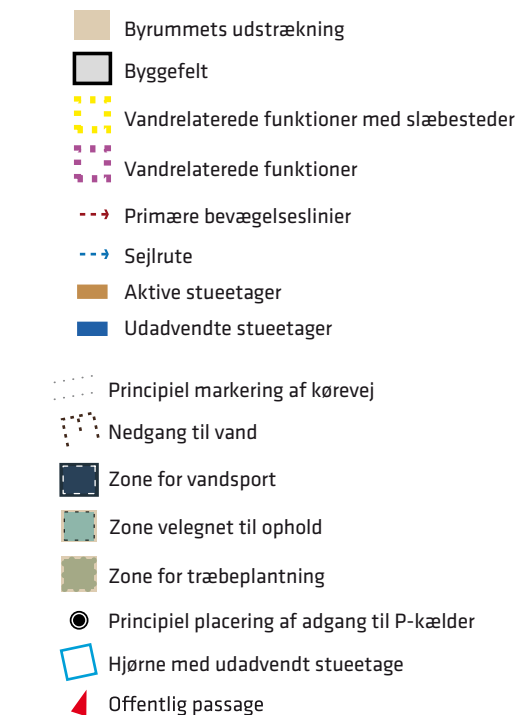 Byrummets udstrækning
Byggefelt
Vandrelaterede funktioner med slæbesteder
Vandrelaterede funktioner
Primære bevægelseslinier
Sejlrute
Aktive stueetager
Udadvendte stueetager
Principiel markering af kørevej
Nedgang til vand
Zone for vandsport
Zone velegnet til ophold
Zone for træbeplantning
Principiel placering af adgang til P-kælder
Hjørne med udadvendt stueetage
Offentlig passage